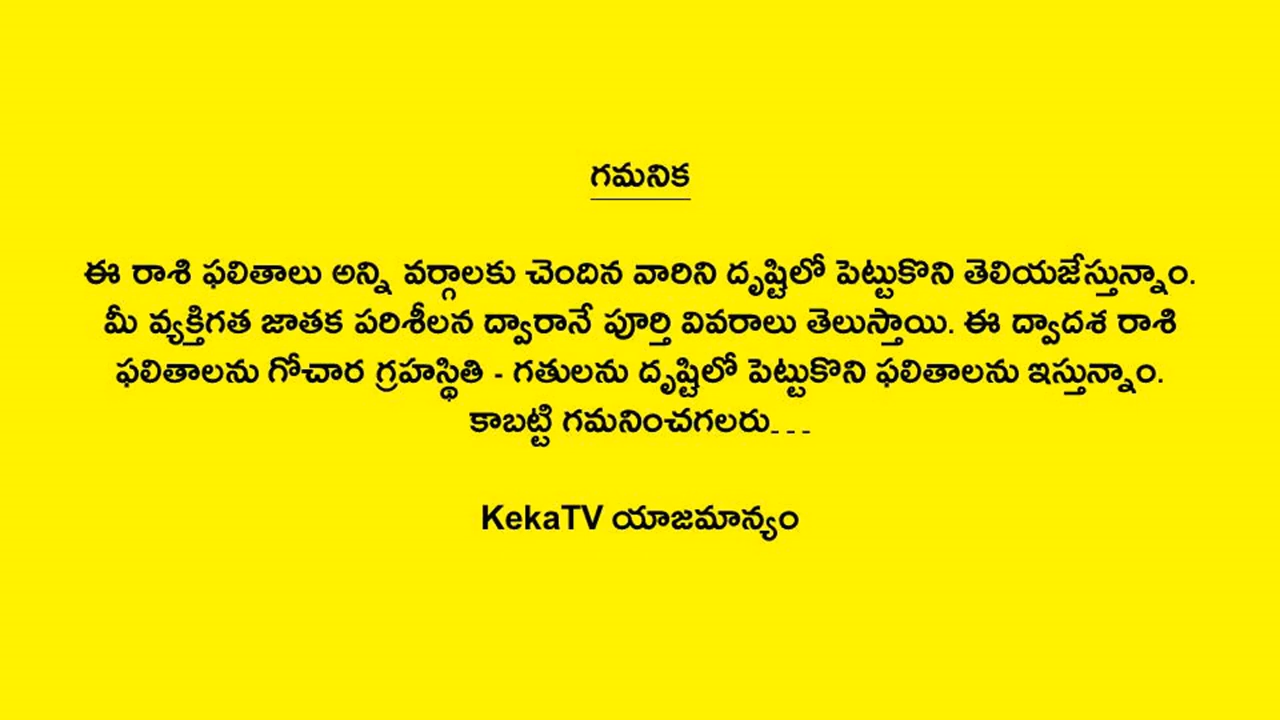 గమనిక
ఈ రాశి ఫలితాలు అన్ని వర్గాలకు చెందిన వారిని దృష్టిలో పెట్టుకొని తెలియజేస్తున్నాం.
మీ వ్యక్తిగత జాతక పరిశీలన ద్వారానే పూర్తి వివరాలు తెలుస్తాయి. ఈ ద్వాదశ రాశి
ఫలితాలను గోచార గ్రహస్థితి - గతులను దృష్టిలో పెట్టుకొని ఫలితాలను ఇస్తున్నాం.
కాబట్టి గమనించగలరు...
KekaTV యాజమాన్యం